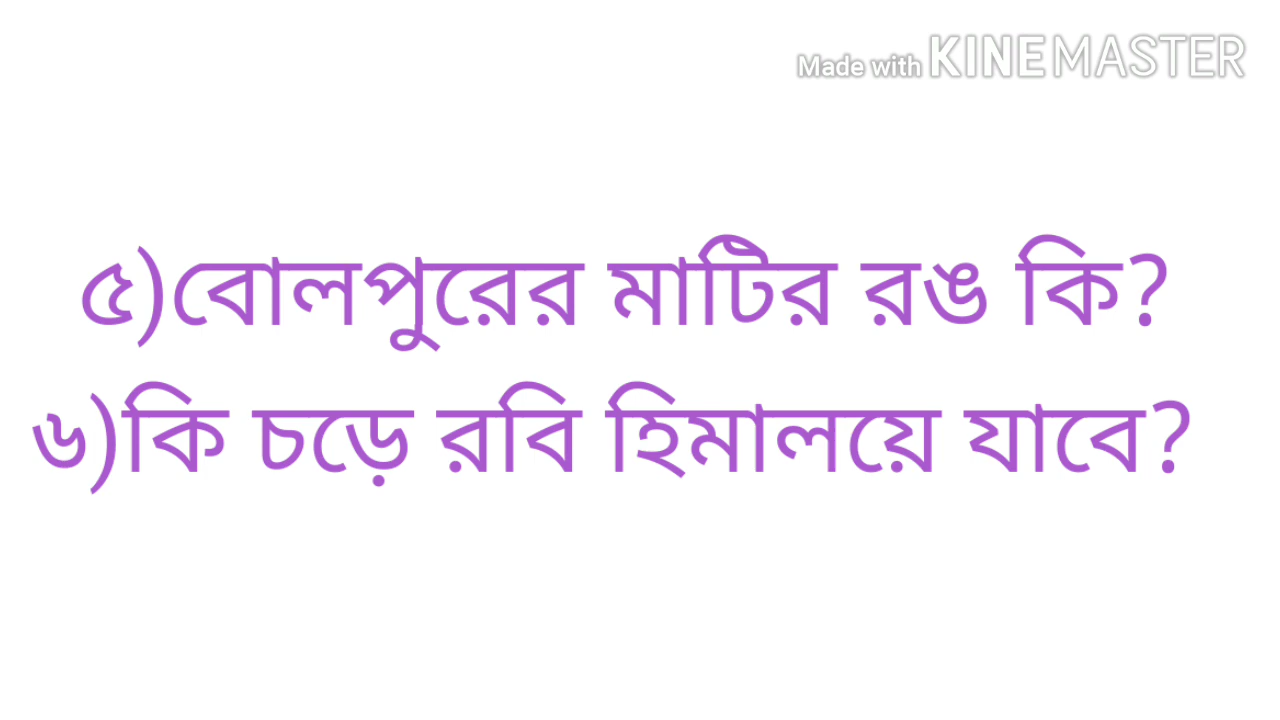 Made with KINEMASTER
৫)বোলপুরের মাটির রঙ কি?
৬)কি চড়ে রবি হিমালয়ে যাবে?